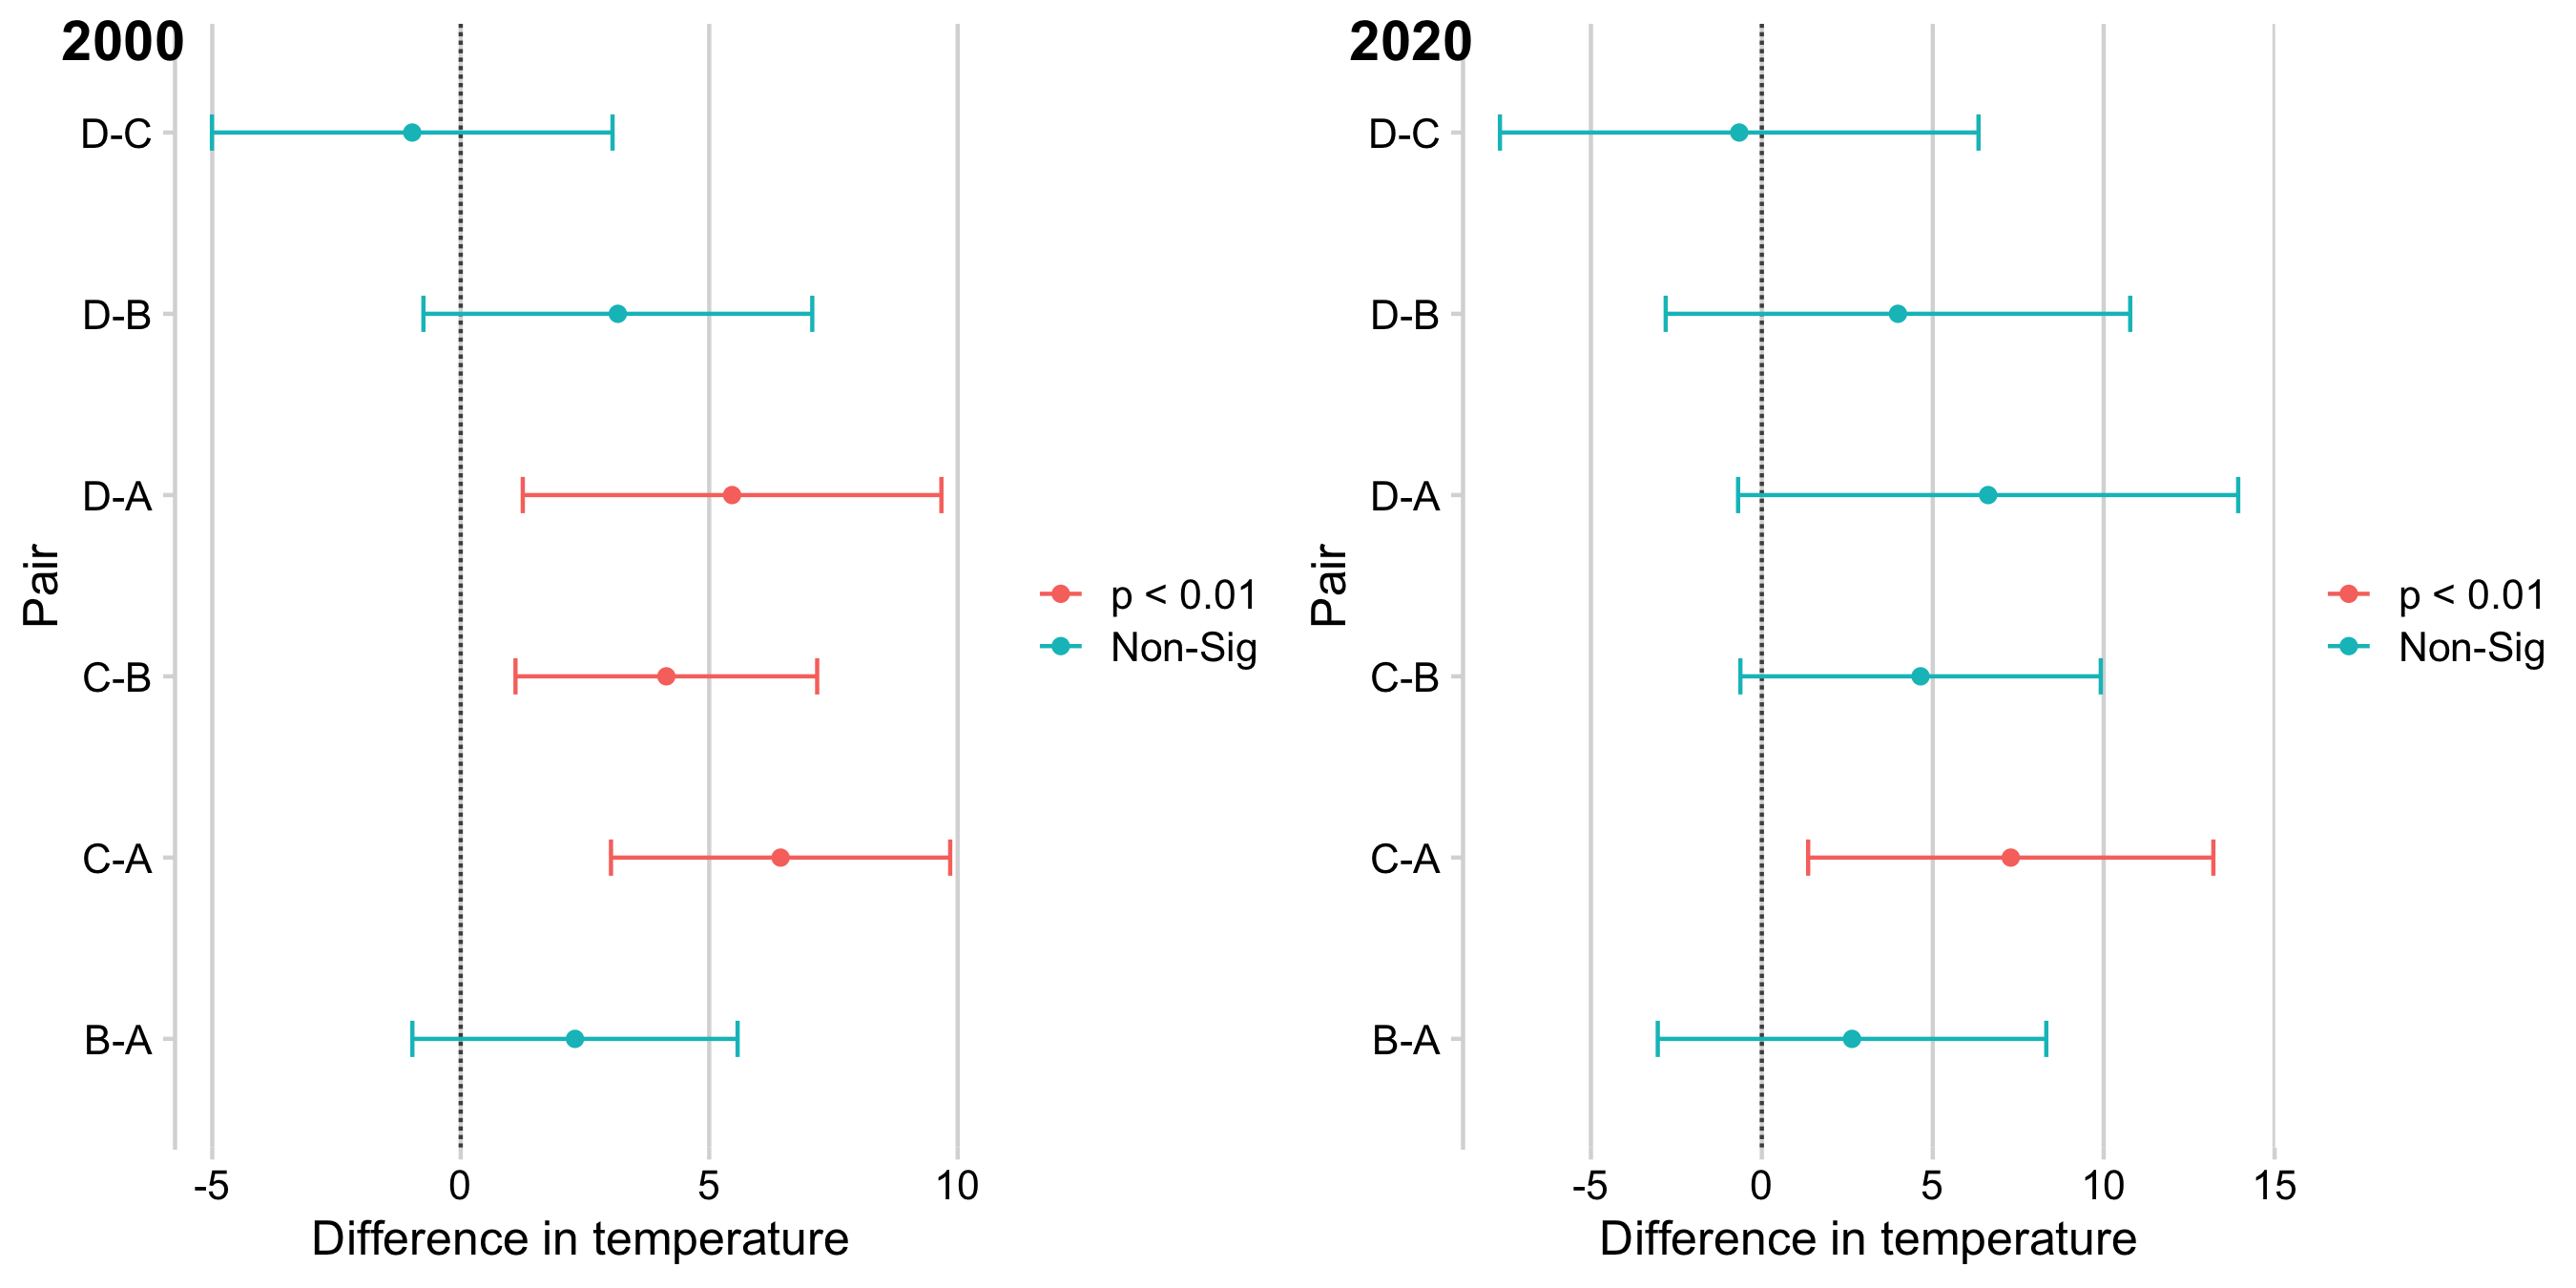 2000
D-C
D-B
D-A
C-B
C-A
B-A
Pair
-5 0 5 10
Difference in temperature
p < 0.01
Non-Sig
2020
D-C
D-B
D-A
C-B
C-A
B-A
Pair
-5 0 5 10 15
Difference in temperature
p < 0.01
Non-Sig